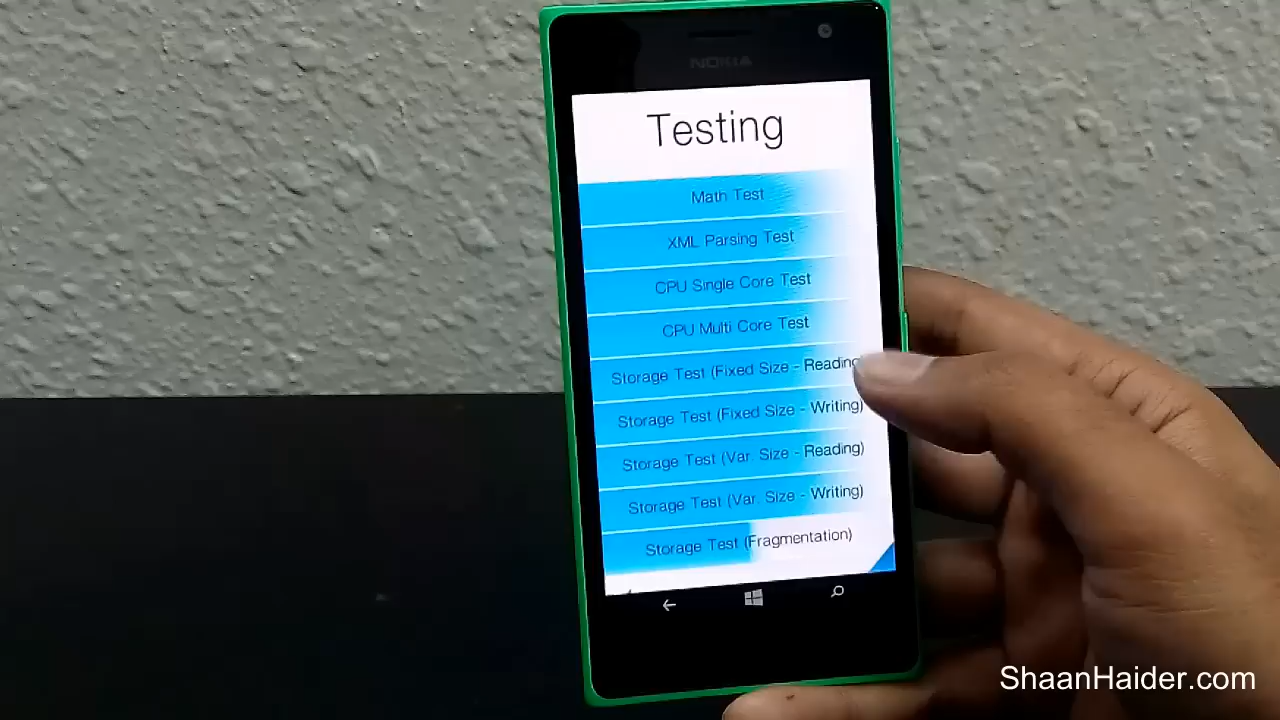 NOKIA
Testing
Math Test
XML Parsing Test
CPU Single Core Test
CPU Multi Core Test
Storage Test (Fixed Size - Reading
Storage Test (Fixed Size - Writing)
Storage Test (Var. Size - Reading)
Storage Test (Var. Size - Writing)
Storage Test (Fragmentation)
ShaanHaider.com